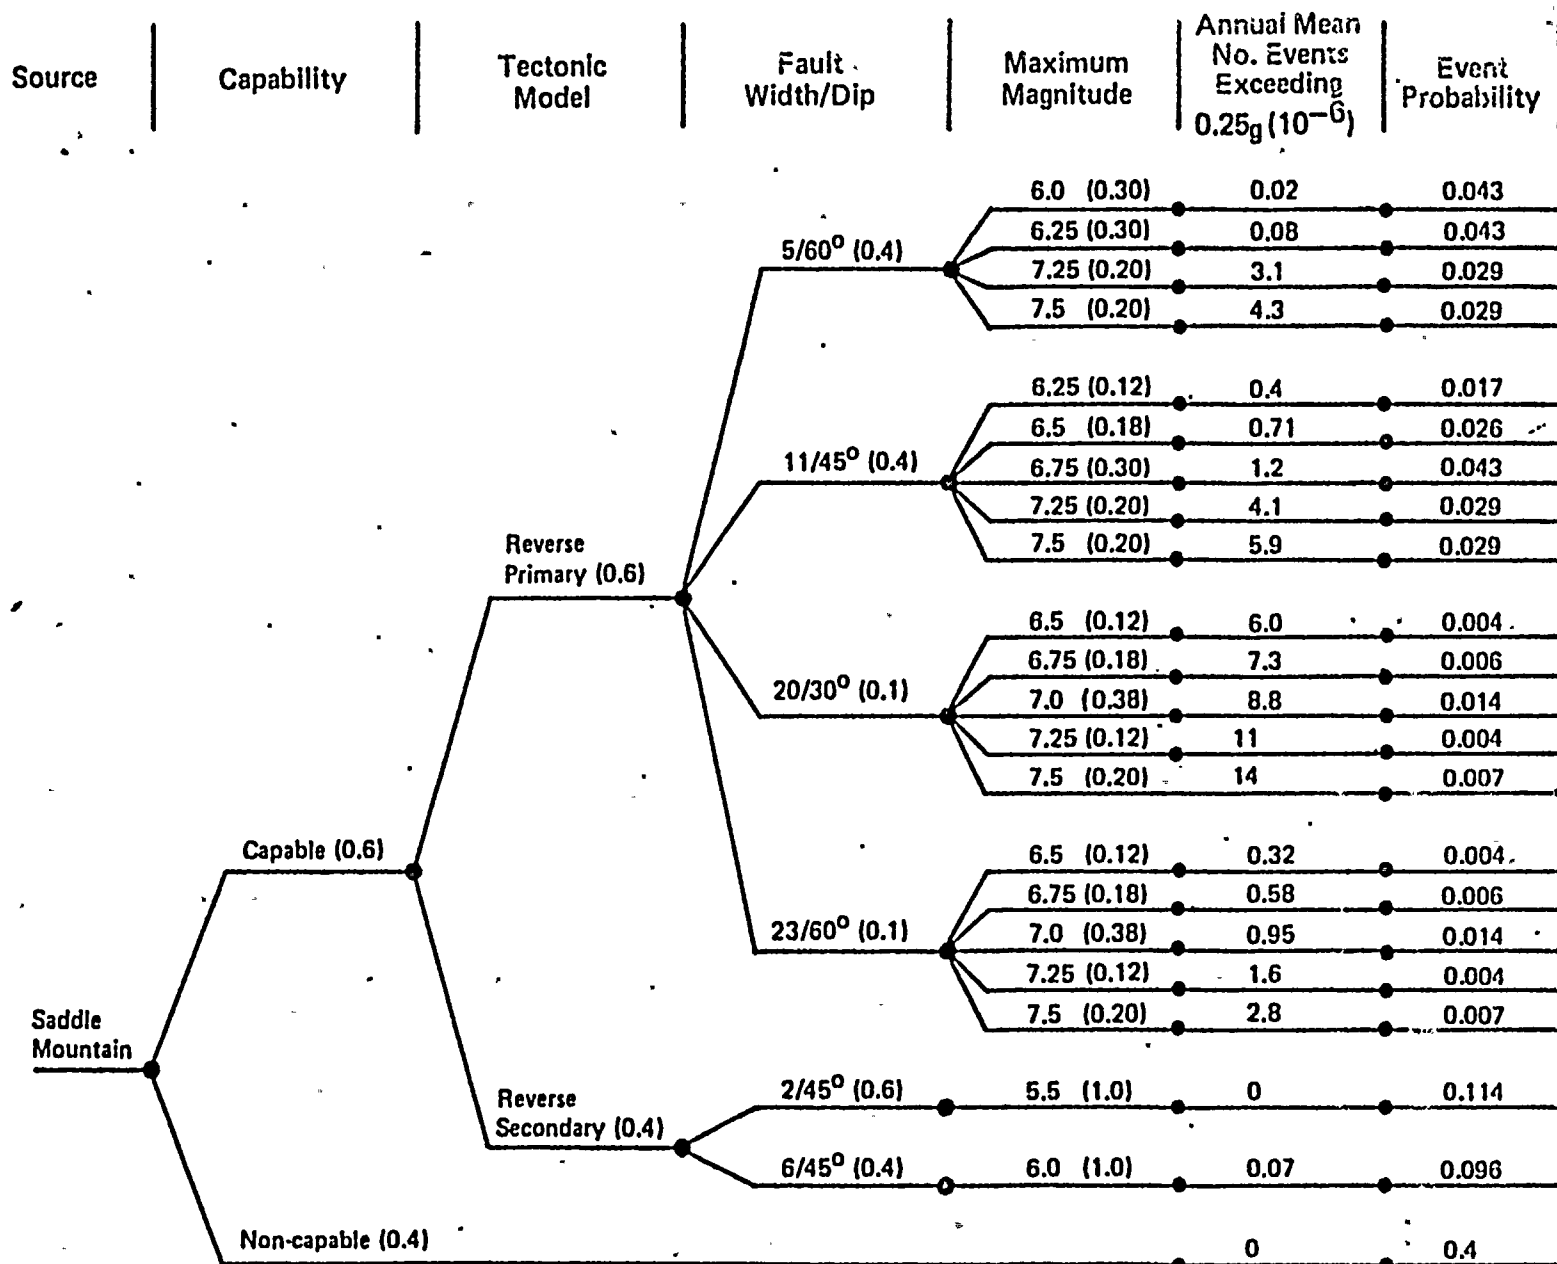 Source
Capability
Tectonic
Model
Fault
Width/Dip
Maximum
Magnitude
Annual Mean
No. Events
Exceeding
0.25g (10⁻⁶)
Event
Probability
6.0 (0.30) 0.02 0.043
6.25 (0.30) 0.08 0.043
5/60° (0.4)
7.25 (0.20) 3.1 0.029
7.5 (0.20) 4.3 0.029
6.25 (0.12) 0.4 0.017
6.5 (0.18) 0.71 0.026
11/45° (0.4)
6.75 (0.30) 1.2 0.043
7.25 (0.20) 4.1 0.029
7.5 (0.20) 5.9 0.029
Reverse
Primary (0.6)
6.5 (0.12) 6.0 0.004
6.75 (0.18) 7.3 0.006
20/30° (0.1)
7.0 (0.38) 8.8 0.014
7.25 (0.12) 11 0.004
7.5 (0.20) 14 0.007
Capable (0.6)
6.5 (0.12) 0.32 0.004
6.75 (0.18) 0.58 0.006
23/60° (0.1)
7.0 (0.38) 0.95 0.014
7.25 (0.12) 1.6 0.004
7.5 (0.20) 2.8 0.007
Saddle
Mountain
Reverse
Secondary (0.4)
2/45° (0.6) 5.5 (1.0) 0 0.114
6/45° (0.4) 6.0 (1.0) 0.07 0.096
Non-capable (0.4) 0 0.4